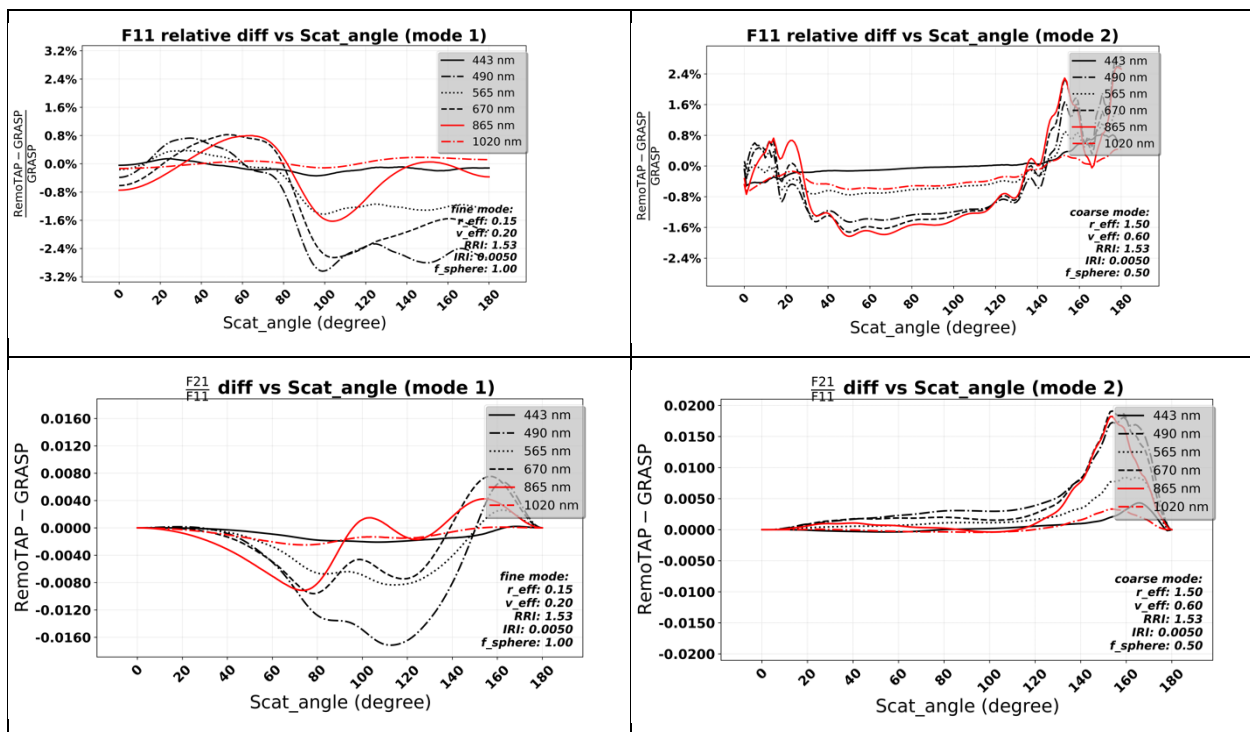 F11 relative diff vs Scat_angle (mode 1)
3.2%
2.4%
1.6%
0.8%
0.0%
-0.8%
-1.6%
-2.4%
-3.2%
RemoTAP − GRASP
GRASP
443 nm
490 nm
565 nm
670 nm
865 nm
1020 nm
fine mode:
r_eff: 0.15
v_eff: 0.20
RRI: 1.53
IRI: 0.0050
f_sphere: 1.00
0 20 40 60 80 100 120 140 160 180
Scat_angle (degree)
F11 relative diff vs Scat_angle (mode 2)
2.4%
1.6%
0.8%
0.0%
-0.8%
-1.6%
-2.4%
RemoTAP − GRASP
GRASP
443 nm
490 nm
565 nm
670 nm
865 nm
1020 nm
coarse mode:
r_eff: 1.50
v_eff: 0.60
RRI: 1.53
IRI: 0.0050
f_sphere: 0.50
0 20 40 60 80 100 120 140 160 180
Scat_angle (degree)
F21
F11 diff vs Scat_angle (mode 1)
0.0160
0.0120
0.0080
0.0040
0.0000
-0.0040
-0.0080
-0.0120
-0.0160
RemoTAP − GRASP
443 nm
490 nm
565 nm
670 nm
865 nm
1020 nm
fine mode:
r_eff: 0.15
v_eff: 0.20
RRI: 1.53
IRI: 0.0050
f_sphere: 1.00
0 20 40 60 80 100 120 140 160 180
Scat_angle (degree)
F21
F11 diff vs Scat_angle (mode 2)
0.0200
0.0150
0.0100
0.0050
0.0000
-0.0050
-0.0100
-0.0150
-0.0200
RemoTAP − GRASP
443 nm
490 nm
565 nm
670 nm
865 nm
1020 nm
coarse mode:
r_eff: 1.50
v_eff: 0.60
RRI: 1.53
IRI: 0.0050
f_sphere: 0.50
0 20 40 60 80 100 120 140 160 180
Scat_angle (degree)